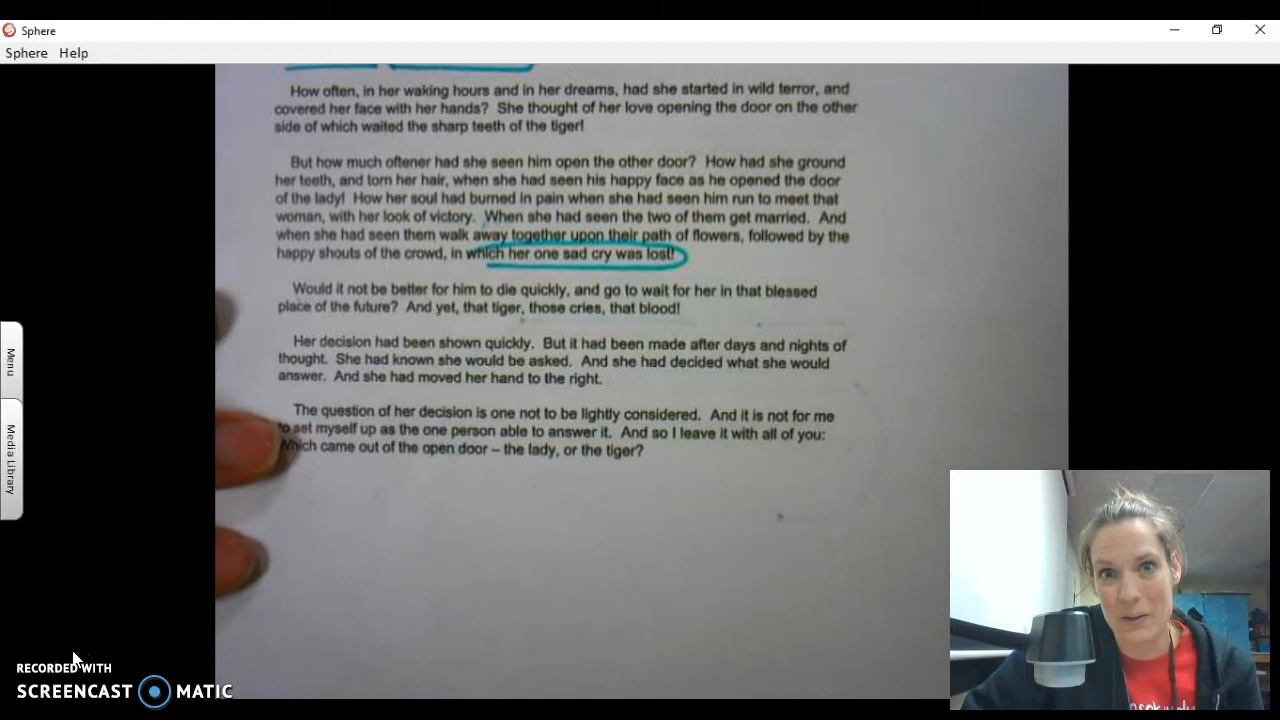 Sphere
Sphere Help
How often, in her waking hours and in her dreams, had she started in wild terror, and
covered her face with her hands? She thought of her love opening the door on the other
side of which waited the sharp teeth of the tiger!
But how much oftener had she seen him open the other door? How had she ground
her teeth, and torn her hair, when she had seen his happy face as he opened the door
of the lady! How her soul had burned in pain when she had seen him run to meet that
woman, with her look of victory. When she had seen the two of them get married. And
when she had seen them walk away together upon their path of flowers, followed by the
happy shouts of the crowd, in which her one sad cry was lost!
Would it not be better for him to die quickly, and go to wait for her in that blessed
place of the future? And yet, that tiger, those cries, that blood!
Her decision had been shown quickly. But it had been made after days and nights of
thought. She had known she would be asked. And she had decided what she would
answer. And she had moved her hand to the right.
The question of her decision is one not to be lightly considered. And it is not for me
to set myself up as the one person able to answer it. And so I leave it with all of you:
Which came out of the open door – the lady, or the tiger?
Menu
Media Library
RECORDED WITH
SCREENCAST MATIC